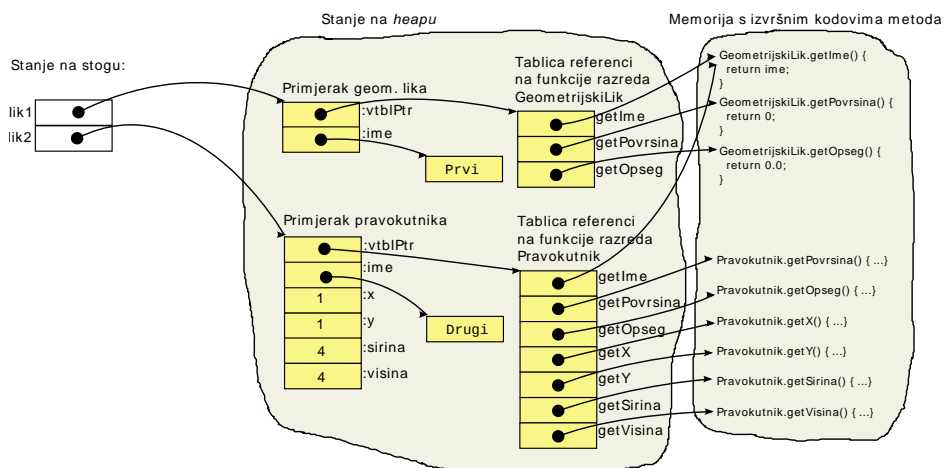 Stanje na heapu
Memorija s izvršnim kodovima metoda
Stanje na stogu:
lik1
lik2
Primjerak geom. lika
:vtblPtr
:ime
Prvi
Tablica referenci
na funkcije razreda
GeometrijskiLik
getIme
getPovrsina
getOpseg
GeometrijskiLik.getIme() {
return ime;
}
GeometrijskiLik.getPovrsina() {
return 0;
}
GeometrijskiLik.getOpseg() {
return 0.0;
}
Primjerak pravokutnika
:vtblPtr
:ime
1 :x
1 :y
4 :sirina
4 :visina
Drugi
Tablica referenci
na funkcije razreda
Pravokutnik
getIme
getPovrsina
getOpseg
getX
getY
getSirina
getVisina
Pravokutnik.getPovrsina() { ...}
Pravokutnik.getOpseg() { ...}
Pravokutnik.getX() { ...}
Pravokutnik.getY() { ...}
Pravokutnik.getSirina() { ...}
Pravokutnik.getVisina() { ...}